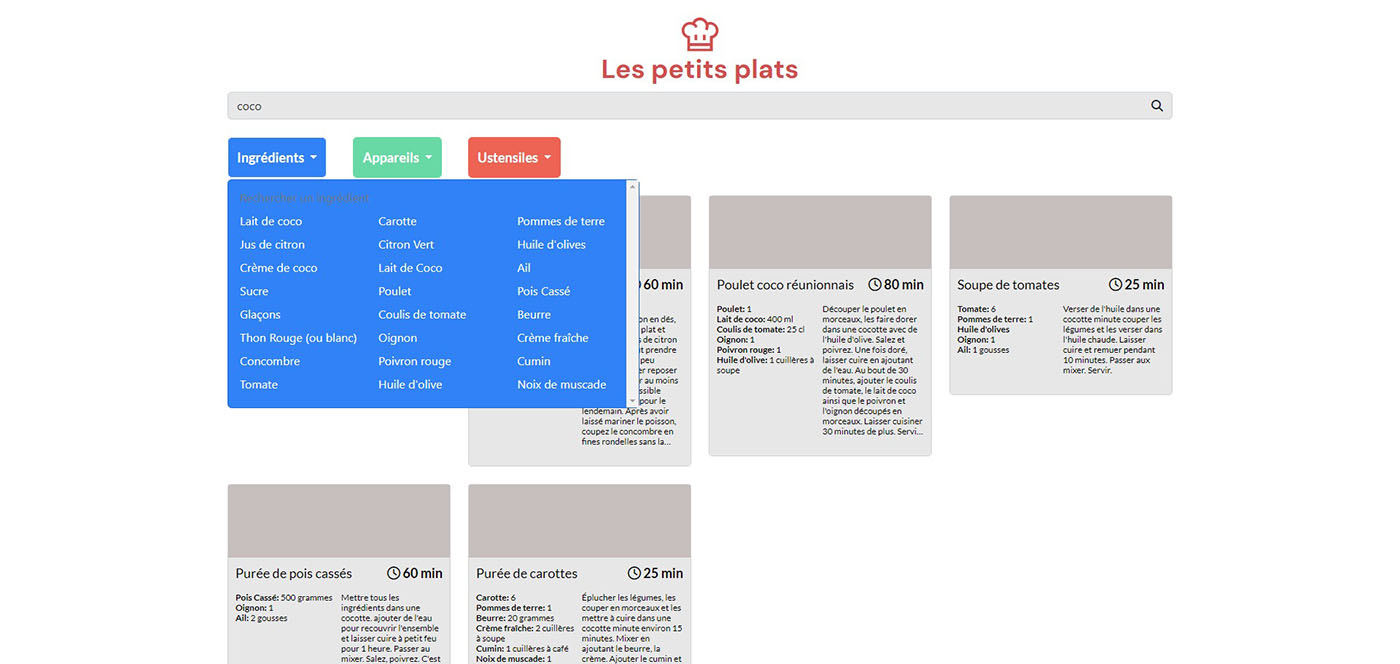 Les petits plats
coco
Ingrédients
Appareils
Ustensiles
Rechercher un ingrédient
Lait de coco
Carotte
Pommes de terre
Jus de citron
Citron Vert
Huile d'olives
Crème de coco
Lait de Coco
Ail
Sucre
Poulet
Pois Cassé
Glaçons
Coulis de tomate
Beurre
Thon Rouge (ou blanc)
Oignon
Crème fraîche
Concombre
Poivron rouge
Cumin
Tomate
Huile d'olive
Noix de muscade
60 min
on en dés,
plat et
s de citron
t prendre
peu
er reposer
r au moins
ssible
pour le
lendemain. Après avoir
laissé mariner le poisson,
coupez le concombre en
fines rondelles sans la...
Poulet coco réunionnais
80 min
Poulet: 1
Lait de coco: 400 ml
Coulis de tomate: 25 cl
Oignon: 1
Poivron rouge: 1
Huile d'olive: 1 cuillères à
soupe
Découper le poulet en
morceaux, les faire dorer
dans une cocotte avec de
l'huile d'olive. Salez et
poivrez. Une fois doré,
laisser cuire en ajoutant
de l'eau. Au bout de 30
minutes, ajouter le coulis
de tomate, le lait de coco
ainsi que le poivron et
l'oignon découpés en
morceaux. Laisser cuisiner
30 minutes de plus. Servi...
Soupe de tomates
25 min
Tomate: 6
Pommes de terre: 1
Huile d'olives
Oignon: 1
Ail: 1 gousses
Verser de l'huile dans une
cocotte minute couper les
légumes et les verser dans
l'huile chaude. Laisser
cuire et remuer pendant
10 minutes. Passer aux
mixer. Servir.
Purée de pois cassés
60 min
Pois Cassé: 500 grammes
Oignon: 1
Ail: 2 gousses
Mettre tous les
ingrédients dans une
cocotte. ajouter de l'eau
pour recouvrir l'ensemble
et laisser cuire à petit feu
pour 1 heure. Passer au
mixer. Salez, poivrez. C'est
Purée de carottes
25 min
Carotte: 6
Pommes de terre: 1
Beurre: 20 grammes
Crème fraîche: 2 cuillères
à soupe
Cumin: 1 cuillères à café
Noix de muscade: 1
Éplucher les légumes, les
couper en morceaux et les
mettre à cuire dans une
cocotte minute environ 15
minutes. Mixer en
ajoutant le beurre, la
crème. Ajouter le cumin et